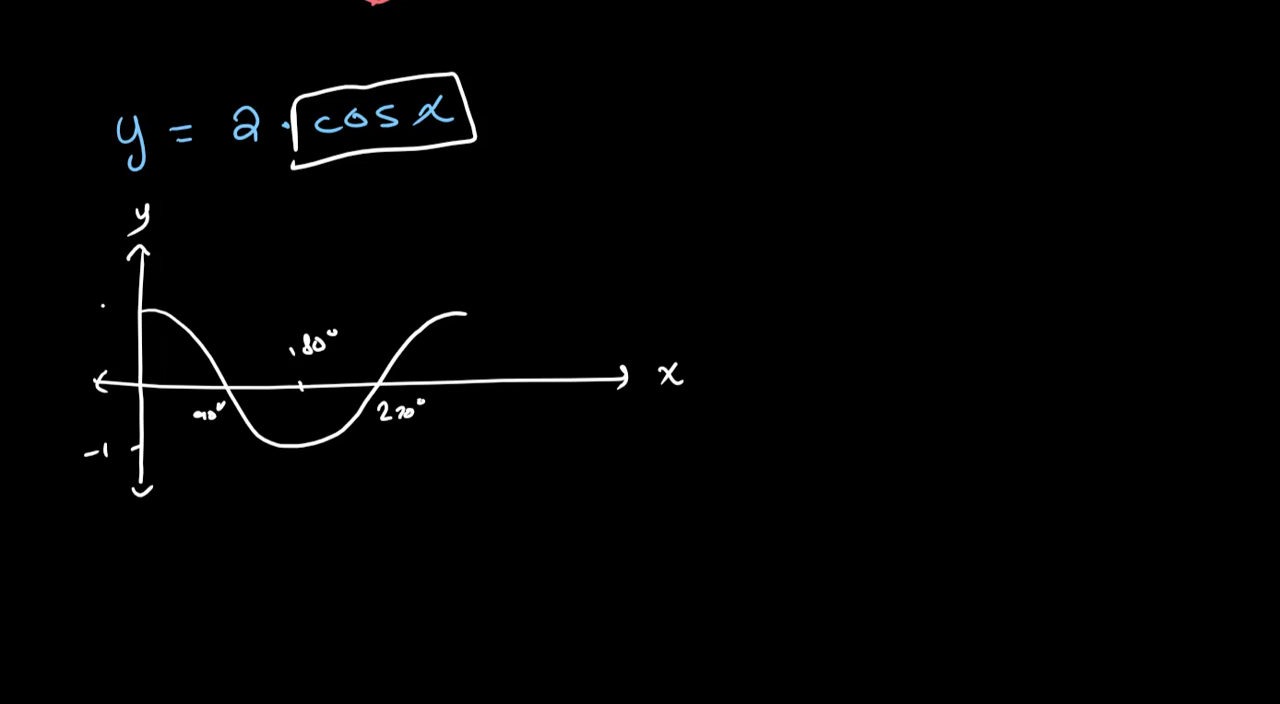 y = 2 · cos x
y
180°
x
90°
270°
-1